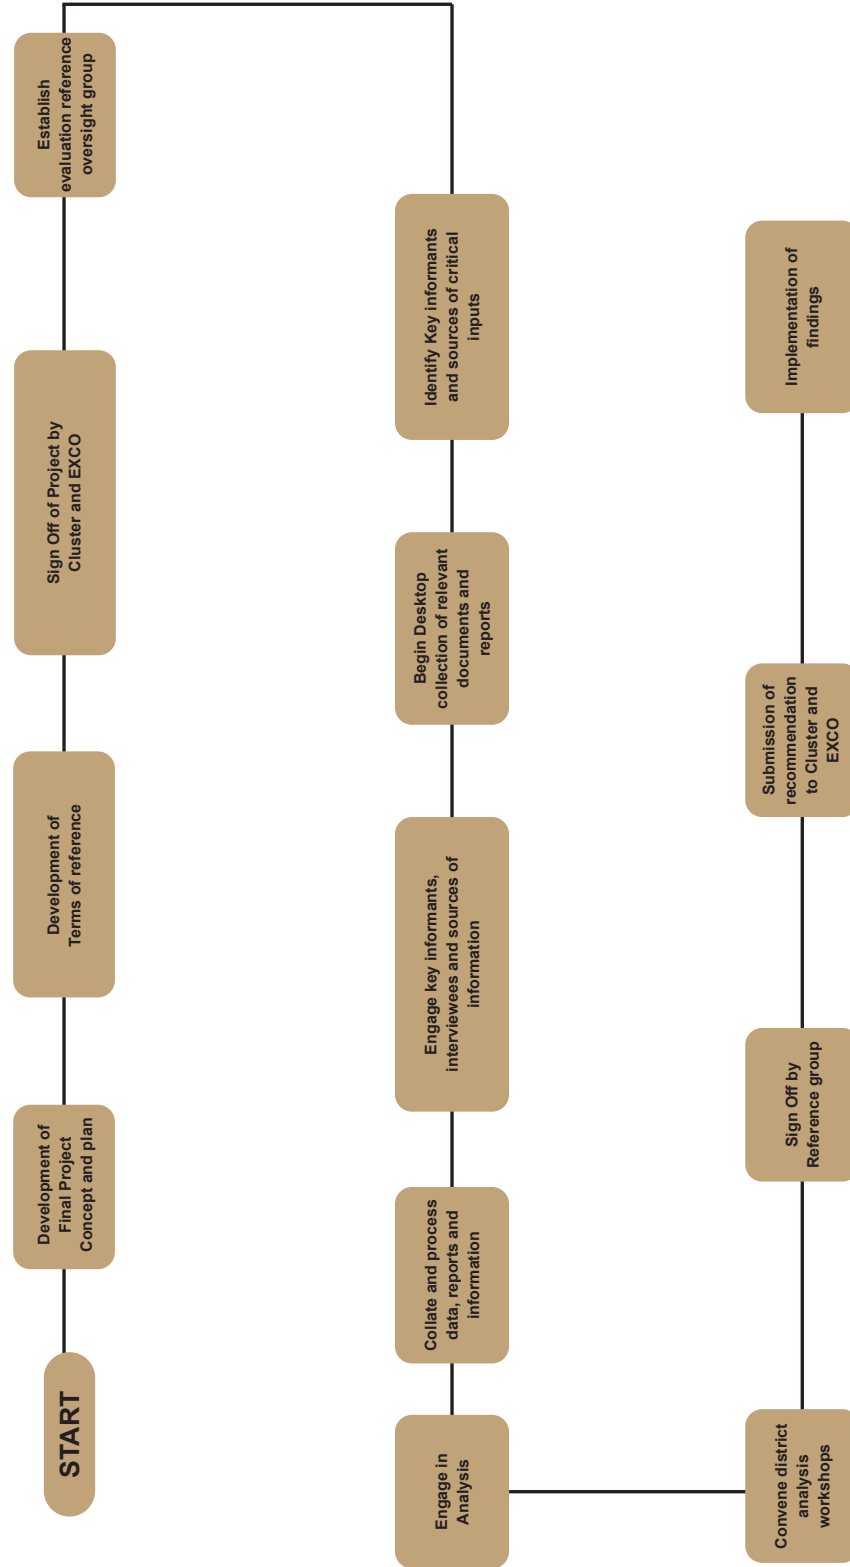 START
Development of
Final Project
Concept and plan
Development of
Terms of reference
Sign Off of Project by
Cluster and EXCO
Establish
evaluation reference
oversight group
Identify Key informants
and sources of critical
inputs
Begin Desktop
collection of relevant
documents and
reports
Engage key informants,
interviewees and sources of
information
Collate and process
data, reports and
information
Engage in
Analysis
Convene district
analysis
workshops
Sign Off by
Reference group
Submission of
recommendation
to Cluster and
EXCO
Implementation of
findings